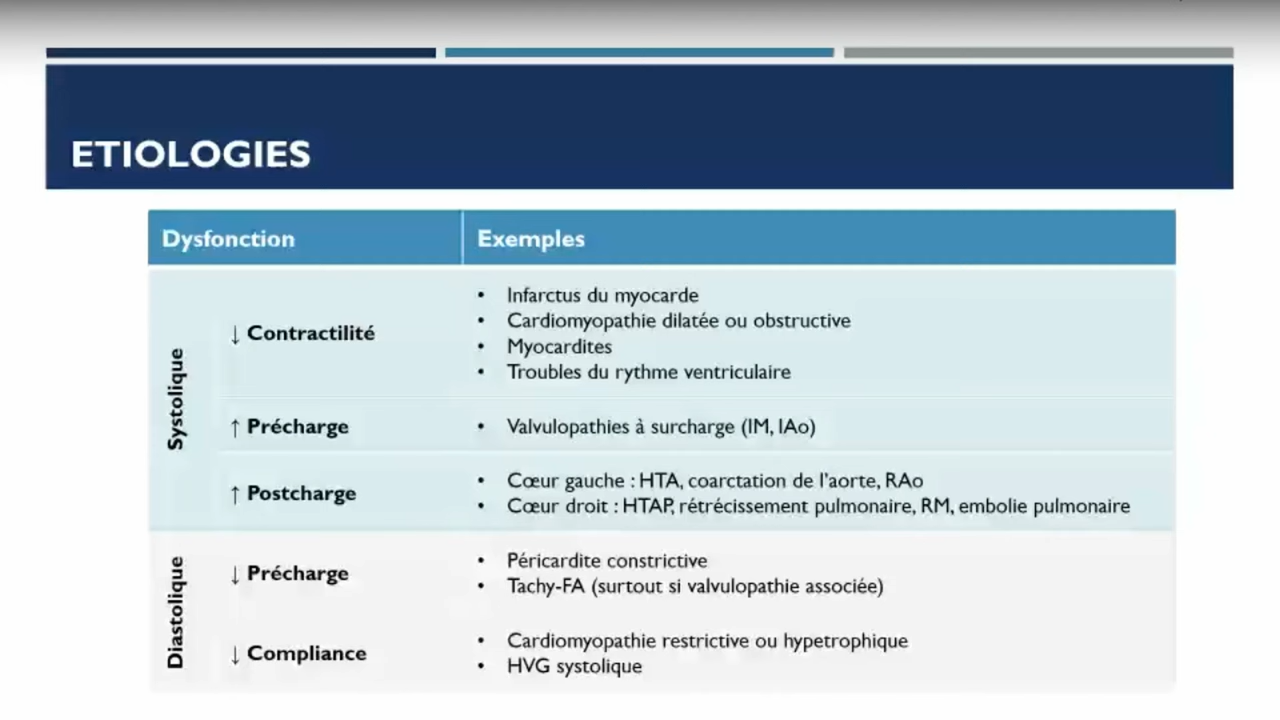 ETIOLOGIES
Dysfonction
Exemples
Systolique
↓ Contractilité
• Infarctus du myocarde
• Cardiomyopathie dilatée ou obstructive
• Myocardites
• Troubles du rythme ventriculaire
↑ Précharge
• Valvulopathies à surcharge (IM, IAo)
↑ Postcharge
• Cœur gauche : HTA, coarctation de l'aorte, RAo
• Cœur droit : HTAP, rétrécissement pulmonaire, RM, embolie pulmonaire
Diastolique
↓ Précharge
• Péricardite constrictive
• Tachy-FA (surtout si valvulopathie associée)
↓ Compliance
• Cardiomyopathie restrictive ou hypetrophique
• HVG systolique